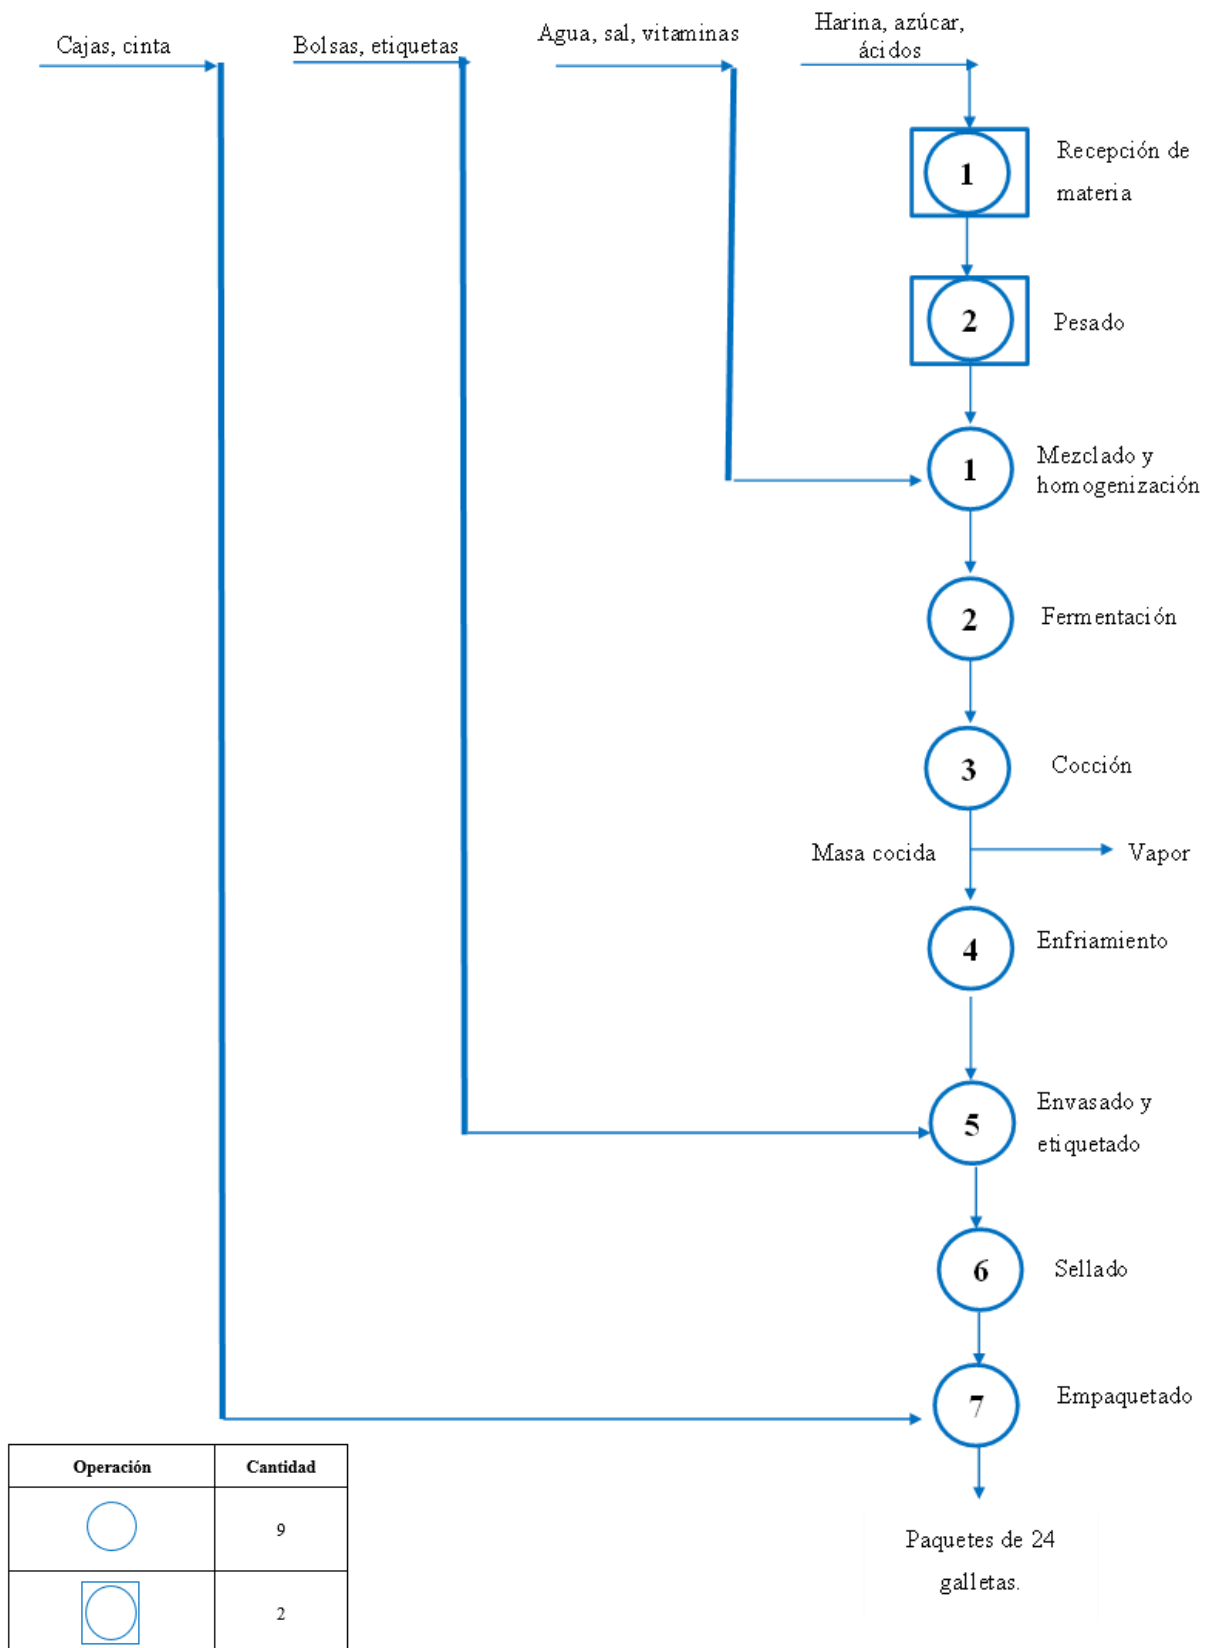 Cajas, cinta
Bolsas, etiquetas
Agua, sal, vitaminas
Harina, azúcar,
ácidos
1
Recepción de
materia
2
Pesado
1
Mezclado y
homogenización
2
Fermentación
3
Cocción
Masa cocida
Vapor
4
Enfriamiento
5
Envasado y
etiquetado
6
Sellado
7
Empaquetado
Operación Cantidad
9
2
Paquetes de 24
galletas.